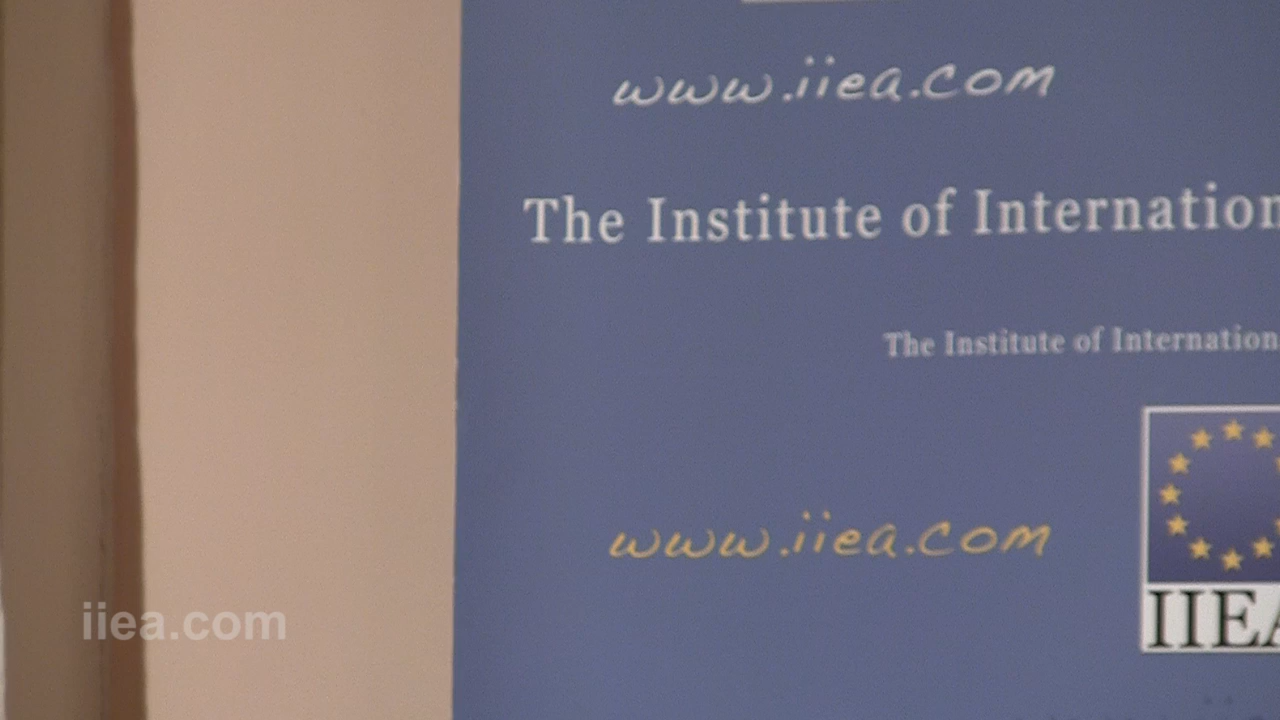 www.iiea.com
The Institute of Internation
The Institute of Internation
www.iiea.com
IIEA
iiea.com